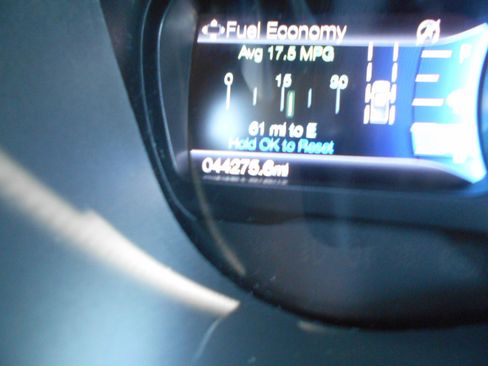 Fuel Economy
Avg 17.5 MPG
0 15 30
61 mi to E
Hold OK to Reset
044275.6mi